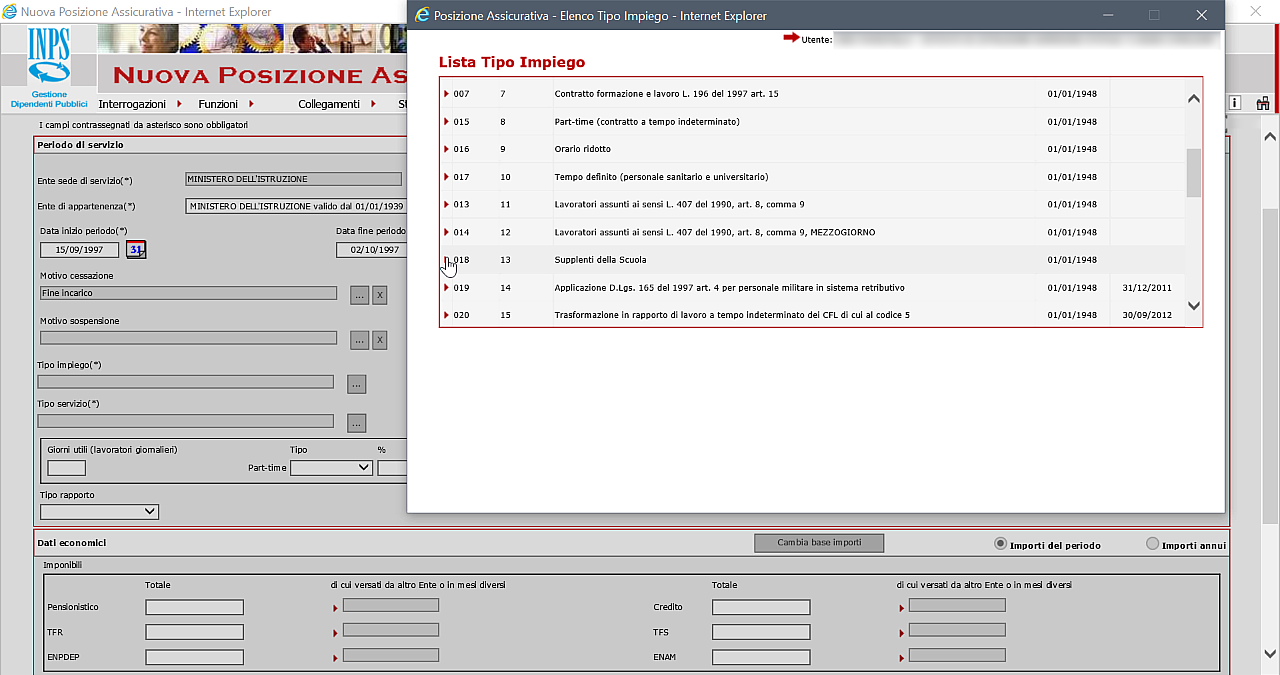 Nuova Posizione Assicurativa - Internet Explorer
Posizione Assicurativa - Elenco Tipo Impiego - Internet Explorer
INPS
Gestione
Dipendenti Pubblici
NUOVA POSIZIONE AS
Interrogazioni Funzioni Collegamenti
Utente:
Lista Tipo Impiego
007 7 Contratto formazione e lavoro L. 196 del 1997 art. 15 01/01/1948
015 8 Part-time (contratto a tempo indeterminato) 01/01/1948
016 9 Orario ridotto 01/01/1948
017 10 Tempo definito (personale sanitario e universitario) 01/01/1948
013 11 Lavoratori assunti ai sensi L. 407 del 1990, art. 8, comma 9 01/01/1948
014 12 Lavoratori assunti ai sensi L. 407 del 1990, art. 8, comma 9, MEZZOGIORNO 01/01/1948
018 13 Supplenti della Scuola 01/01/1948
019 14 Applicazione D.Lgs. 165 del 1997 art. 4 per personale militare in sistema retributivo 01/01/1948 31/12/2011
020 15 Trasformazione in rapporto di lavoro a tempo indeterminato dei CFL di cui al codice 5 01/01/1948 30/09/2012
I campi contrassegnati da asterisco sono obbligatori
Periodo di servizio
Ente sede di servizio(*) MINISTERO DELL'ISTRUZIONE
Ente di appartenenza(*) MINISTERO DELL'ISTRUZIONE valido dal 01/01/1939
Data inizio periodo(*) Data fine periodo
15/09/1997 31 02/10/1997
Motivo cessazione
Fine incarico ... X
Motivo sospensione
... X
Tipo impiego(*)
...
Tipo servizio(*)
...
Giorni utili (lavoratori giornalieri) Tipo %
Part-time
Tipo rapporto
Dati economici Cambia base importi Importi del periodo Importi annui
Imponibili
Totale di cui versati da altro Ente o in mesi diversi Totale di cui versati da altro Ente o in mesi diversi
Pensionistico Credito
TFR TFS
ENPDEP ENAM